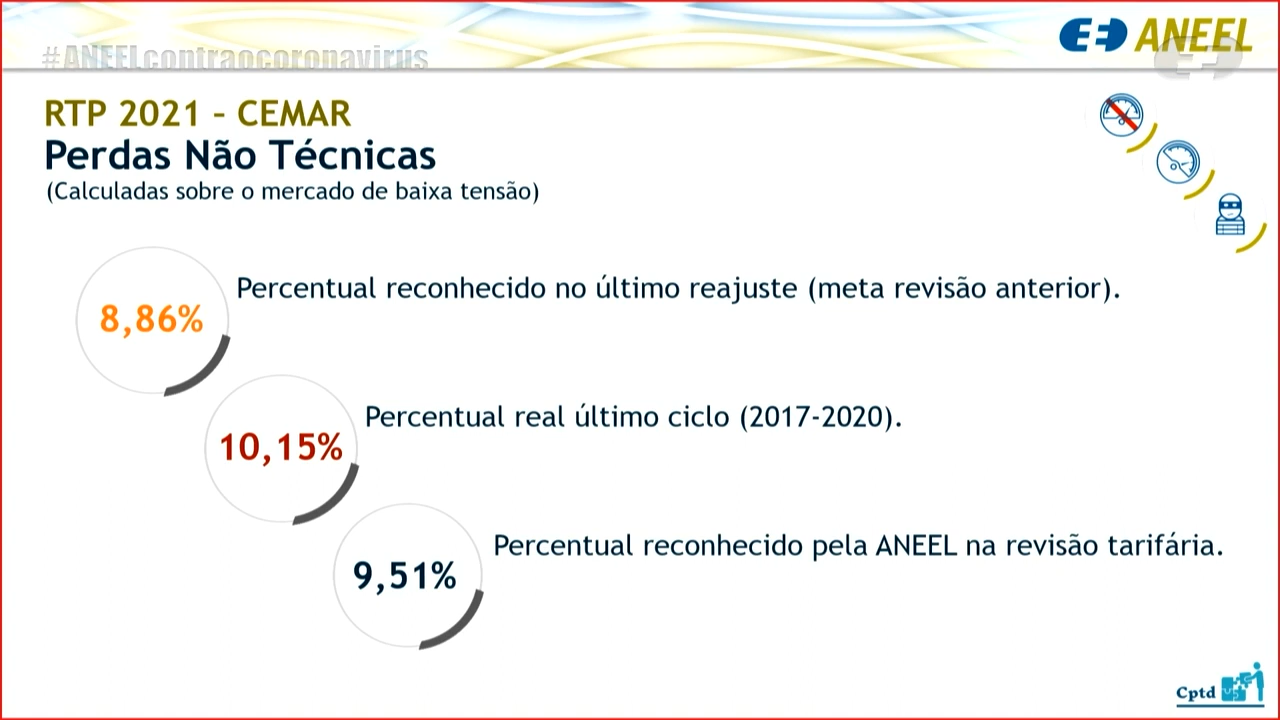 #ANEELcontraocoronavirus
ANEEL
RTP 2021 – CEMAR
Perdas Não Técnicas
(Calculadas sobre o mercado de baixa tensão)
8,86%
Percentual reconhecido no último reajuste (meta revisão anterior).
10,15%
Percentual real último ciclo (2017-2020).
9,51%
Percentual reconhecido pela ANEEL na revisão tarifária.
Cptd